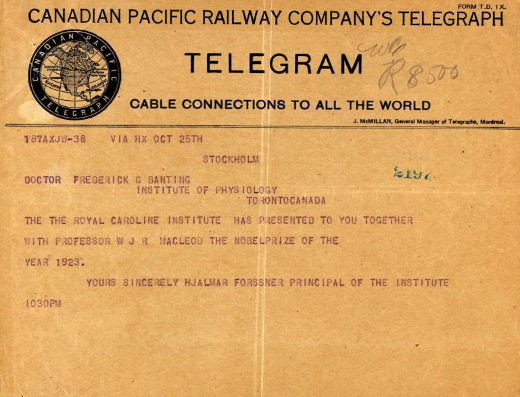 FORM T.D. 1X.
CANADIAN PACIFIC RAILWAY COMPANY'S TELEGRAPH
CANADIAN PACIFIC
TELEGRAPH
TELEGRAM
8500
CABLE CONNECTIONS TO ALL THE WORLD
J. McMILLAN, General Manager of Telegraphs, Montreal.
187AXJW-38 VIA HX OCT 25TH
STOCKHOLM
DOCTOR FREDERICK G BANTING
INSTITUTE OF PHYSIOLOGY
TORONTOCANADA
THE THE ROYAL CAROLINE INSTITUTE HAS PRESENTED TO YOU TOGETHER
WITH PROFESSOR W J R MACLEOD THE NOBELPRIZE OF THE
YEAR 1923.
YOURS SINCERELY HJALMAR FORSSNER PRINCIPAL OF THE INSTITUTE
1030PM